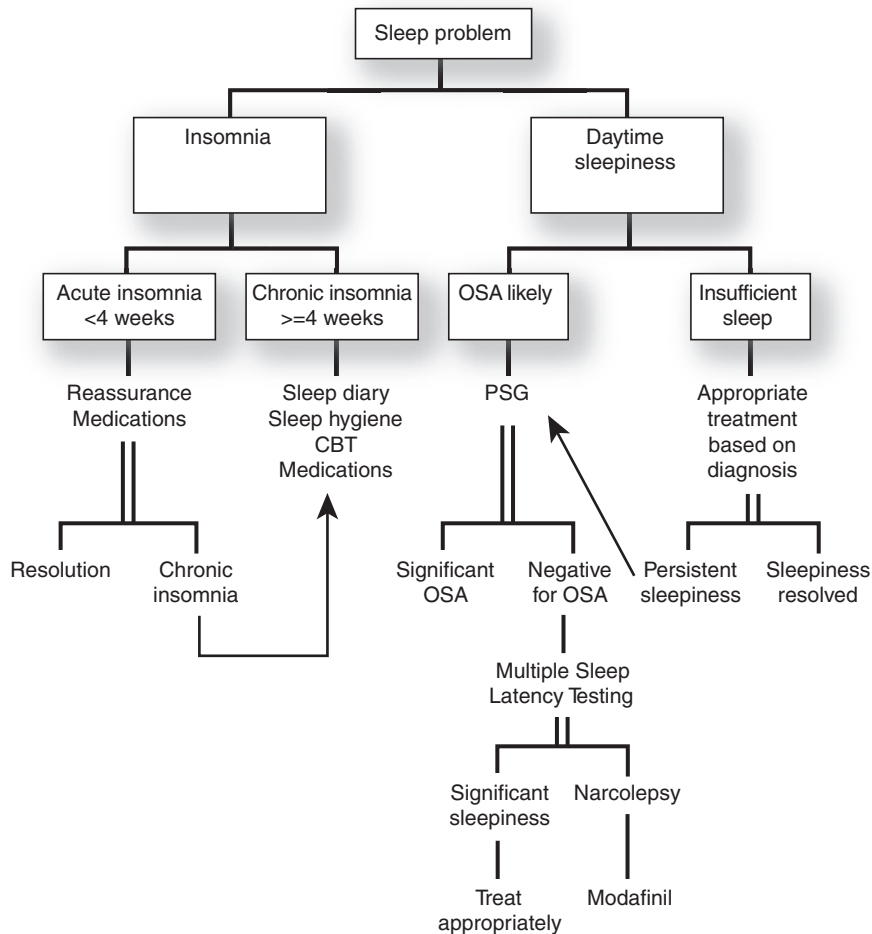 Sleep problem
Insomnia
Daytime
sleepiness
Acute insomnia
<4 weeks
Chronic insomnia
>=4 weeks
OSA likely
Insufficient
sleep
Reassurance
Medications
Sleep diary
Sleep hygiene
CBT
Medications
PSG
Appropriate
treatment
based on
diagnosis
Resolution
Chronic
insomnia
Significant
OSA
Negative
for OSA
Persistent
sleepiness
Sleepiness
resolved
Multiple Sleep
Latency Testing
Significant
sleepiness
Narcolepsy
Treat
appropriately
Modafinil